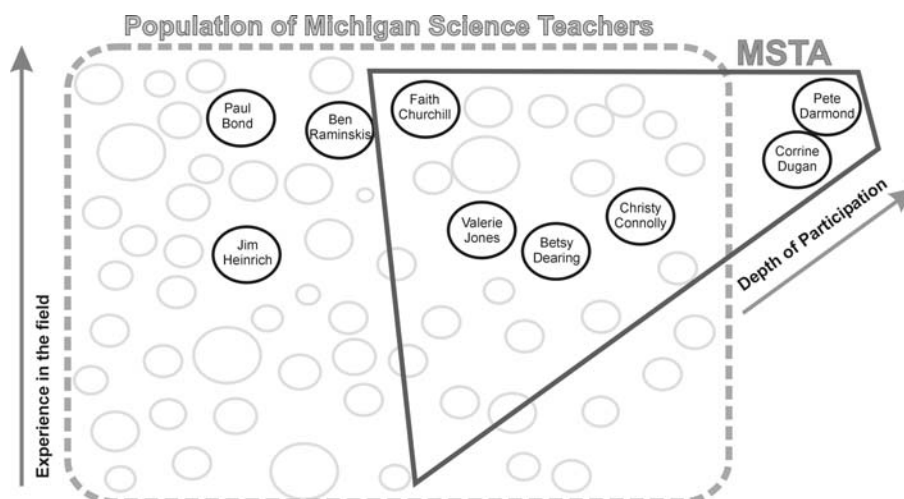 Population of Michigan Science Teachers
MSTA
Paul
Bond
Ben
Raminskis
Faith
Churchill
Pete
Darmond
Corrine
Dugan
Jim
Heinrich
Valerie
Jones
Betsy
Dearing
Christy
Connolly
Experience in the field
Depth of Participation